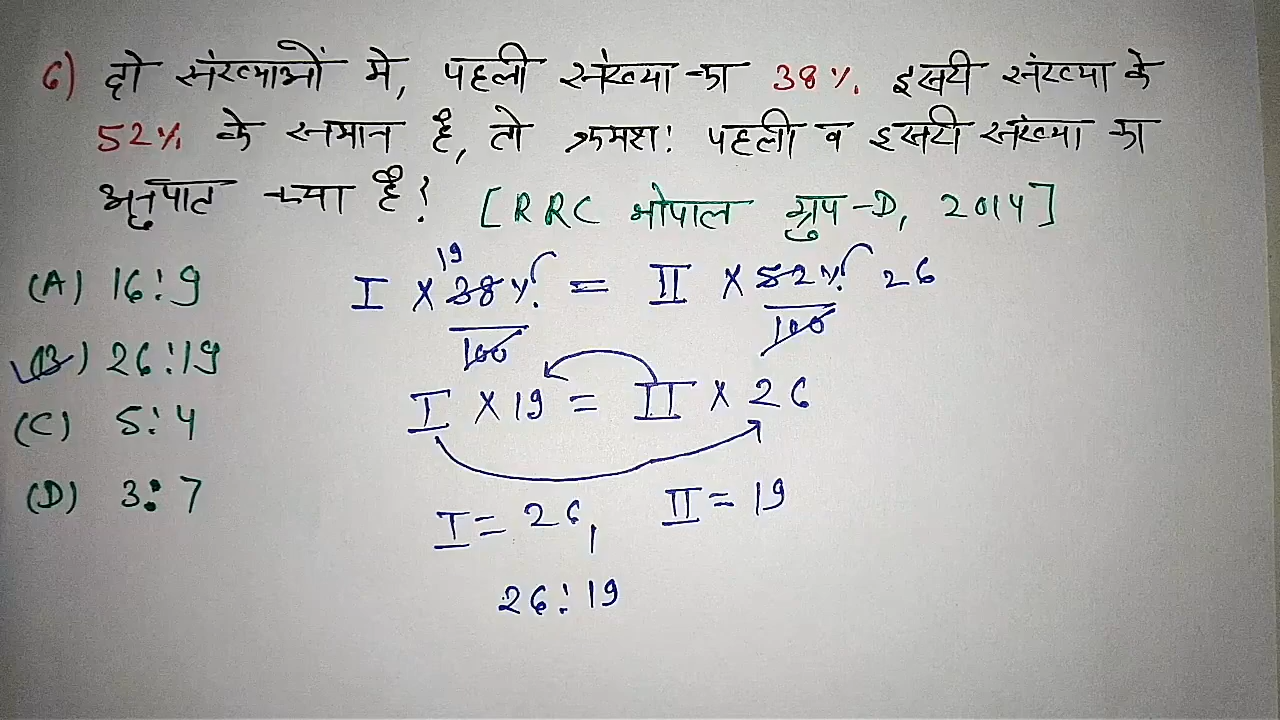 6) दो संख्याओं मे, पहली संख्या का 38%. दूसरी संख्या के
52% के समान है, तो क्रमश: पहली व दूसरी संख्या का
अनुपात क्या है?
[RRC भोपाल ग्रुप-D, 2014]
(A) 16:9
(B) 26:19
(C) 5:4
(D) 3:7
19
I × 38% = II × 52% 26
100 100
I × 19 = II × 26
I = 26, II = 19
26:19